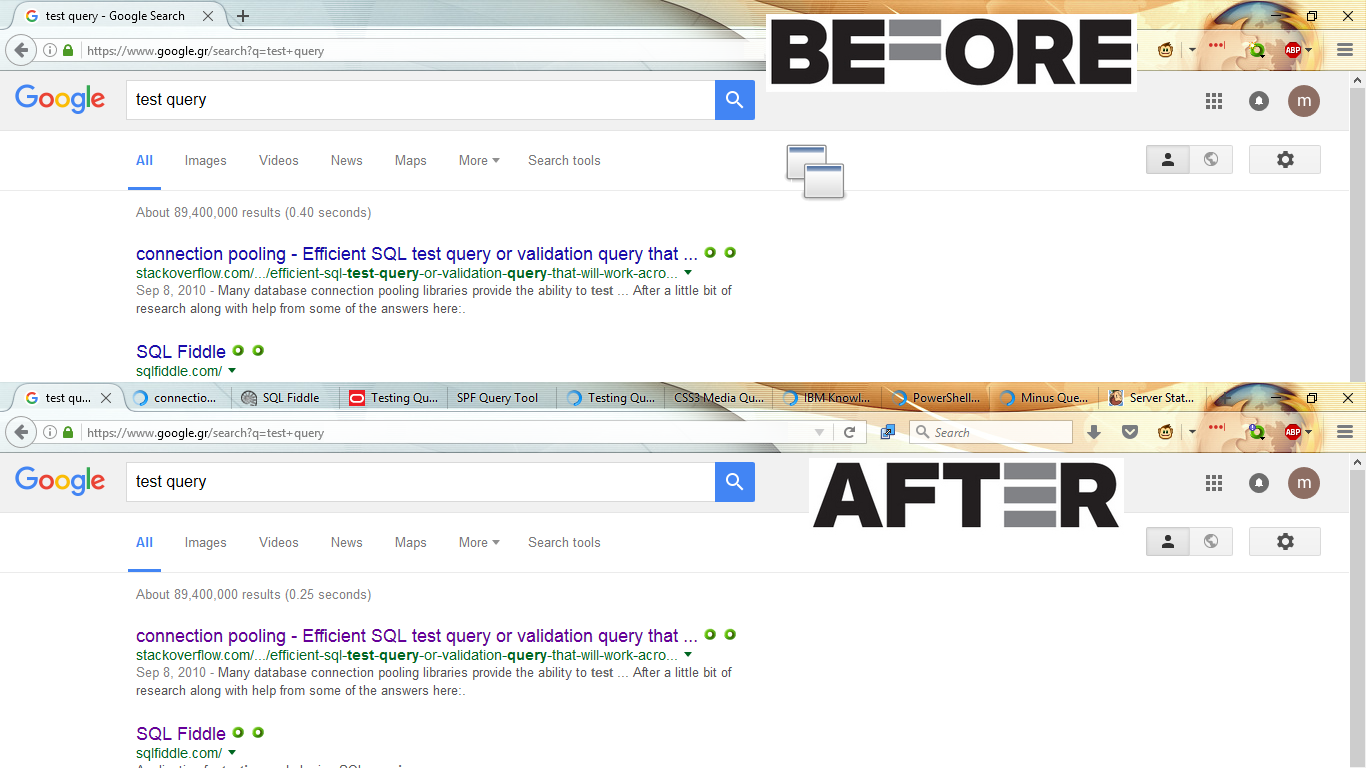 test query - Google Search
https://www.google.gr/search?q=test+query
BEFORE
ABP
Google
test query
m
All Images Videos News Maps More Search tools
About 89,400,000 results (0.40 seconds)
connection pooling - Efficient SQL test query or validation query that ...
stackoverflow.com/.../efficient-sql-test-query-or-validation-query-that-will-work-acro...
Sep 8, 2010 - Many database connection pooling libraries provide the ability to test ... After a little bit of
research along with help from some of the answers here:.
SQL Fiddle
sqlfiddle.com/
test qu... connectio... SQL Fiddle Testing Qu... SPF Query Tool Testing Qu... CSS3 Media Qu... IBM Knowl... PowerShell... Minus Que... Server Stat...
https://www.google.gr/search?q=test+query Search ABP
Google
test query
AFTER
m
All Images Videos News Maps More Search tools
About 89,400,000 results (0.25 seconds)
connection pooling - Efficient SQL test query or validation query that ...
stackoverflow.com/.../efficient-sql-test-query-or-validation-query-that-will-work-acro...
Sep 8, 2010 - Many database connection pooling libraries provide the ability to test ... After a little bit of
research along with help from some of the answers here:.
SQL Fiddle
sqlfiddle.com/